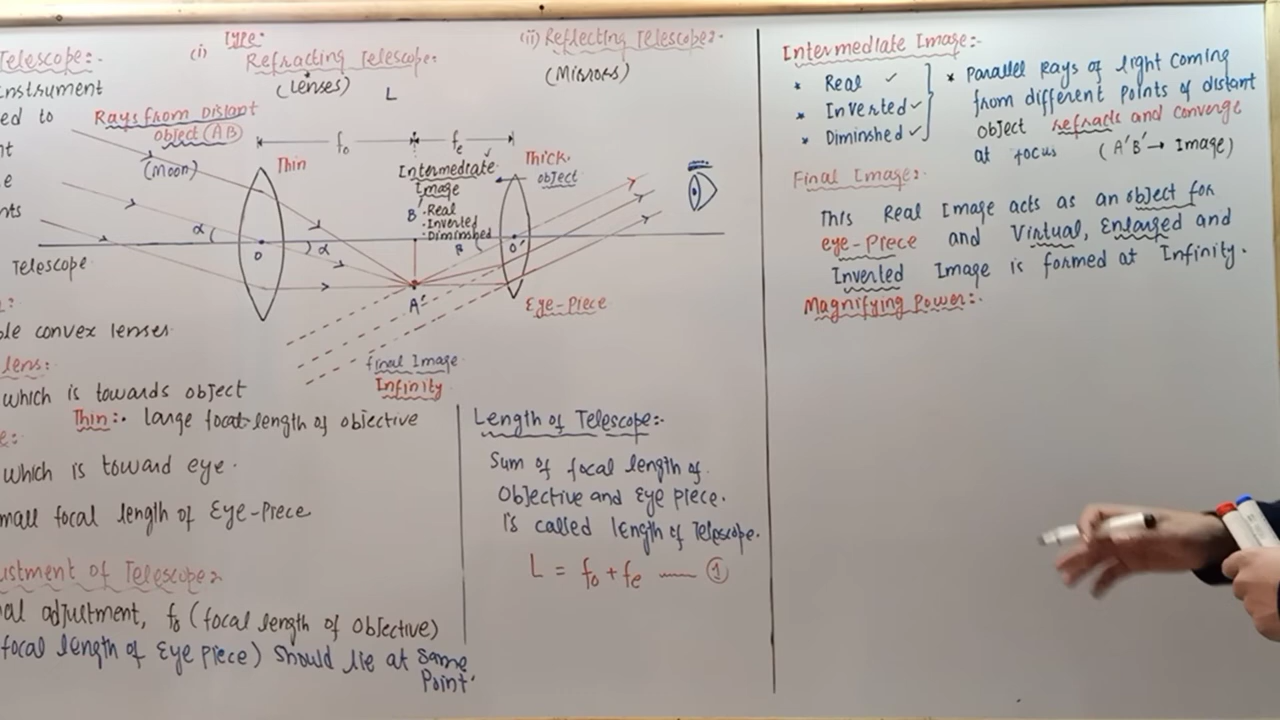 Telescope:-
instrument
ed to
Type:
(i) Refracting Telescope:
(Lenses)
(ii) Reflecting Telescope:-
(Mirrors)
L
Rays from Distant
object (AB)
(Moon)
fo
fe
Thin
Intermediate
Image
B'
·Real
·Inverted
·Diminshed
Thick
object
α
α
β
O
O'
A'
Telescope
Eye-Piece
Final Image
Infinity
ble convex lenses
lens:
which is towards object
Thin:- large focal length of objective
e:
which is toward eye.
mall focal length of Eye-Piece
ustment of Telescope:
al adjustment, fo (focal length of objective)
focal length of Eye piece) should lie at same
Point.
Length of Telescope:-
Sum of focal length of
Objective and Eye piece.
is called length of Telescope.
L = fo + fe —— ①
Intermediate Image:-
* Real ✓
* Inverted ✓
* Diminshed ✓
* Parallel Rays of light coming
from different points of distant
object refracts and converge
at focus (A'B' → Image)
Final Image:
This Real Image acts as an object for
eye-piece and Virtual, Enlarged and
Inverted Image is formed at Infinity.
Magnifying Power:-